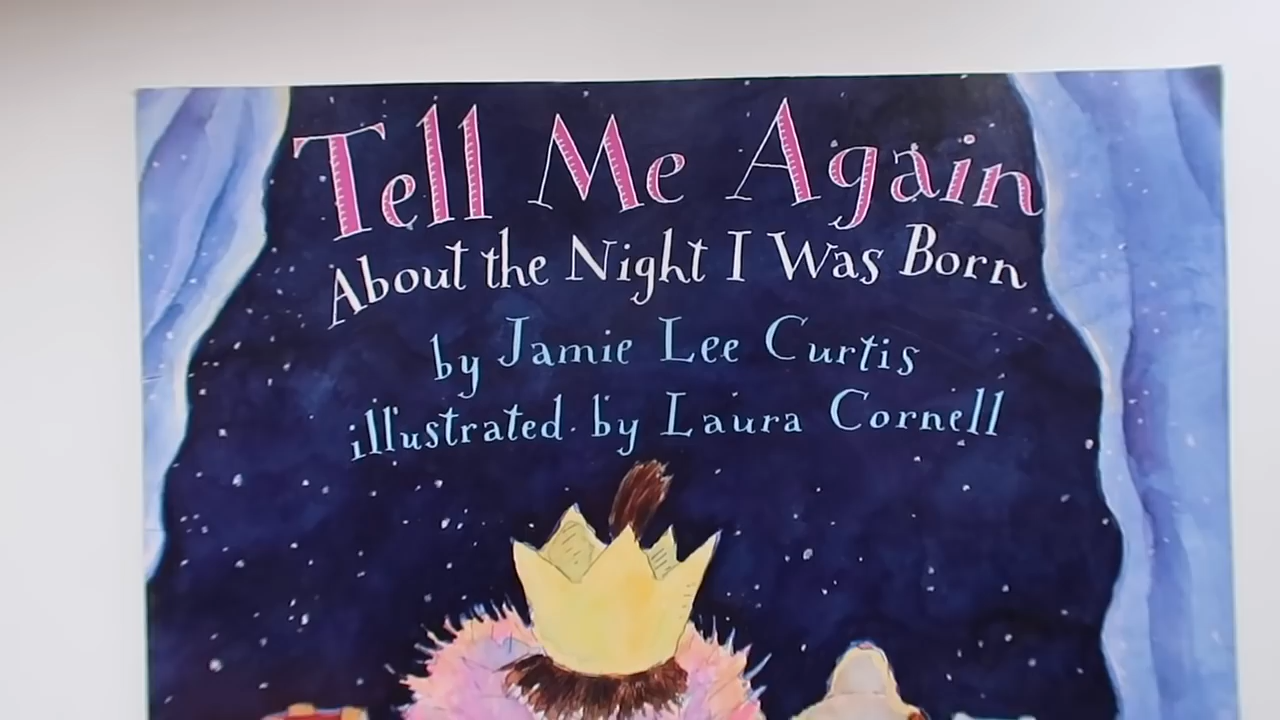 Tell Me Again
About the Night I Was Born
by Jamie Lee Curtis
illustrated by Laura Cornell